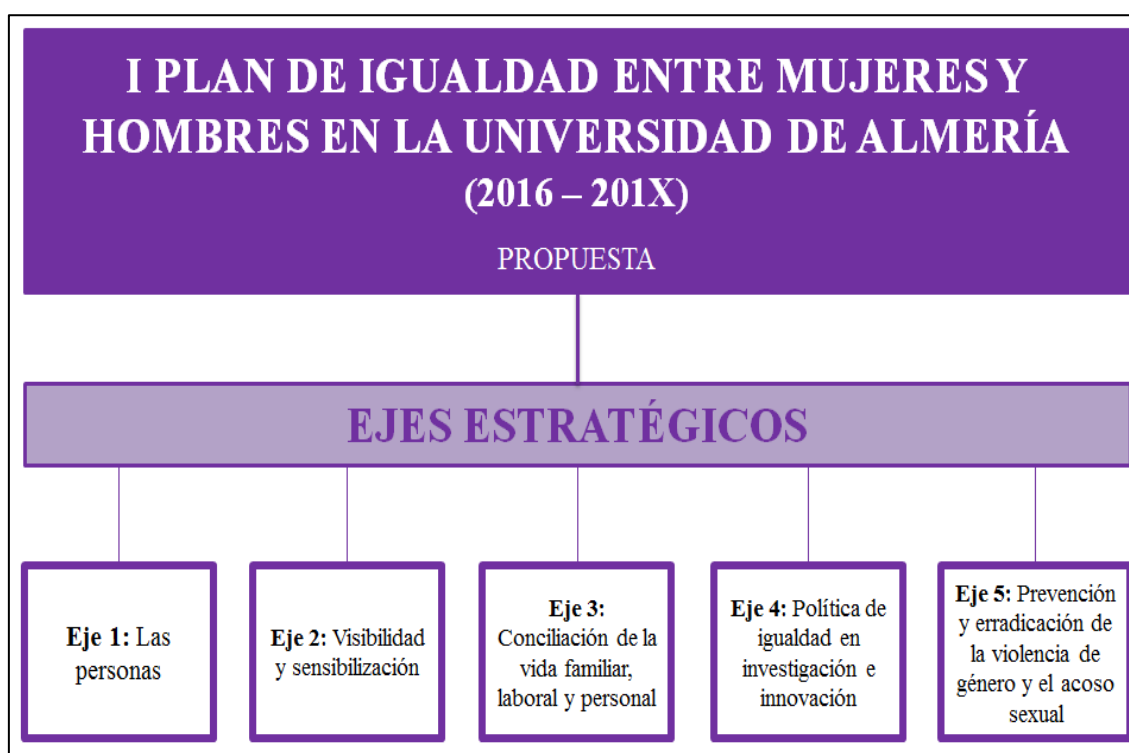 I PLAN DE IGUALDAD ENTRE MUJERES Y
HOMBRES EN LA UNIVERSIDAD DE ALMERÍA
(2016 – 201X)
PROPUESTA
EJES ESTRATÉGICOS
Eje 1: Las
personas
Eje 2: Visibilidad
y sensibilización
Eje 3:
Conciliación de la
vida familiar,
laboral y personal
Eje 4: Política de
igualdad en
investigación e
innovación
Eje 5: Prevención
y erradicación de
la violencia de
género y el acoso
sexual